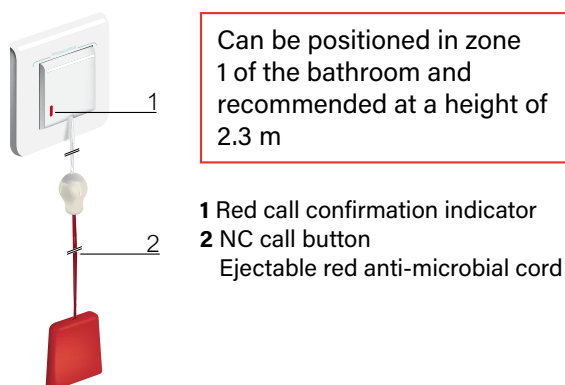 Can be positioned in zone
1 of the bathroom and
recommended at a height of
2.3 m
1
1 Red call confirmation indicator
2 NC call button
2
Ejectable red anti-microbial cord